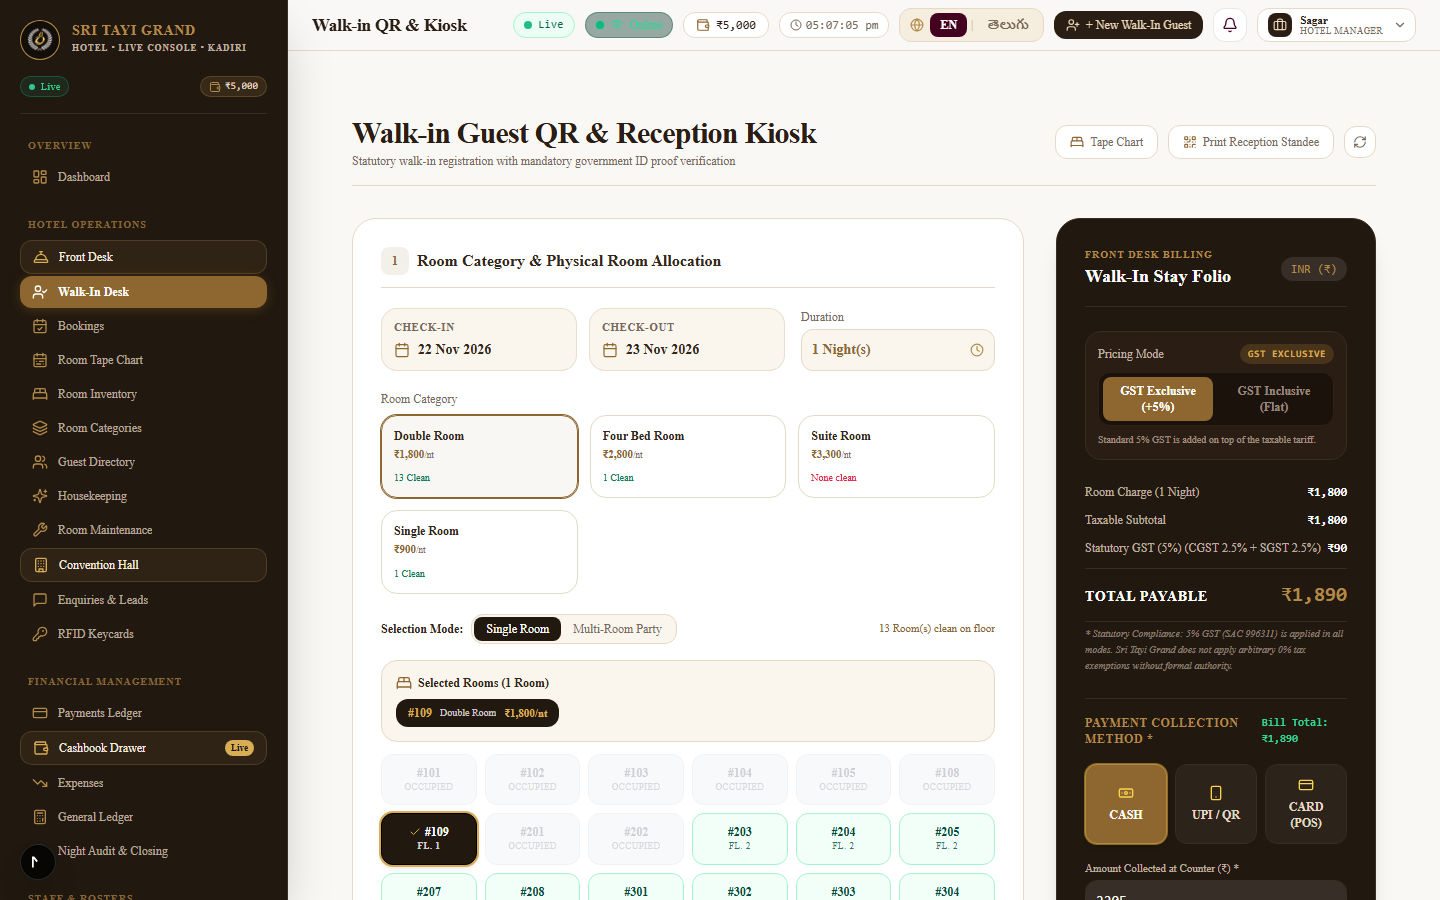 SRI TAYI GRAND
HOTEL • LIVE CONSOLE • KADIRI
Live
₹5,000
OVERVIEW
Dashboard
HOTEL OPERATIONS
Front Desk
Walk-In Desk
Bookings
Room Tape Chart
Room Inventory
Room Categories
Guest Directory
Housekeeping
Room Maintenance
Convention Hall
Enquiries & Leads
RFID Keycards
FINANCIAL MANAGEMENT
Payments Ledger
Cashbook Drawer
Live
Expenses
General Ledger
Night Audit & Closing
STAFF & ROSTERS
Walk-in QR & Kiosk
Live
Online
₹5,000
05:07:05 pm
EN
తెలుగు
+ New Walk-In Guest
Sagar
HOTEL MANAGER
Walk-in Guest QR & Reception Kiosk
Statutory walk-in registration with mandatory government ID proof verification
Tape Chart
Print Reception Standee
1 Room Category & Physical Room Allocation
CHECK-IN
22 Nov 2026
CHECK-OUT
23 Nov 2026
Duration
1 Night(s)
Room Category
Double Room
₹1,800/nt
13 Clean
Four Bed Room
₹2,800/nt
1 Clean
Suite Room
₹3,300/nt
None clean
Single Room
₹900/nt
1 Clean
Selection Mode: Single Room Multi-Room Party
13 Room(s) clean on floor
Selected Rooms (1 Room)
#109 Double Room ₹1,800/nt
#101
OCCUPIED
#102
OCCUPIED
#103
OCCUPIED
#104
OCCUPIED
#105
OCCUPIED
#108
OCCUPIED
#109
FL. 1
#201
OCCUPIED
#202
OCCUPIED
#203
FL. 2
#204
FL. 2
#205
FL. 2
#207
#208
#301
#302
#303
#304
FRONT DESK BILLING
Walk-In Stay Folio
INR (₹)
Pricing Mode
GST EXCLUSIVE
GST Exclusive
(+5%)
GST Inclusive
(Flat)
Standard 5% GST is added on top of the taxable tariff.
Room Charge (1 Night) ₹1,800
Taxable Subtotal ₹1,800
Statutory GST (5%) (CGST 2.5% + SGST 2.5%) ₹90
TOTAL PAYABLE ₹1,890
* Statutory Compliance: 5% GST (SAC 996311) is applied in all
modes. Sri Tayi Grand does not apply arbitrary 0% tax
exemptions without formal authority.
PAYMENT COLLECTION
METHOD *
Bill Total:
₹1,890
CASH
UPI / QR
CARD
(POS)
Amount Collected at Counter (₹) *